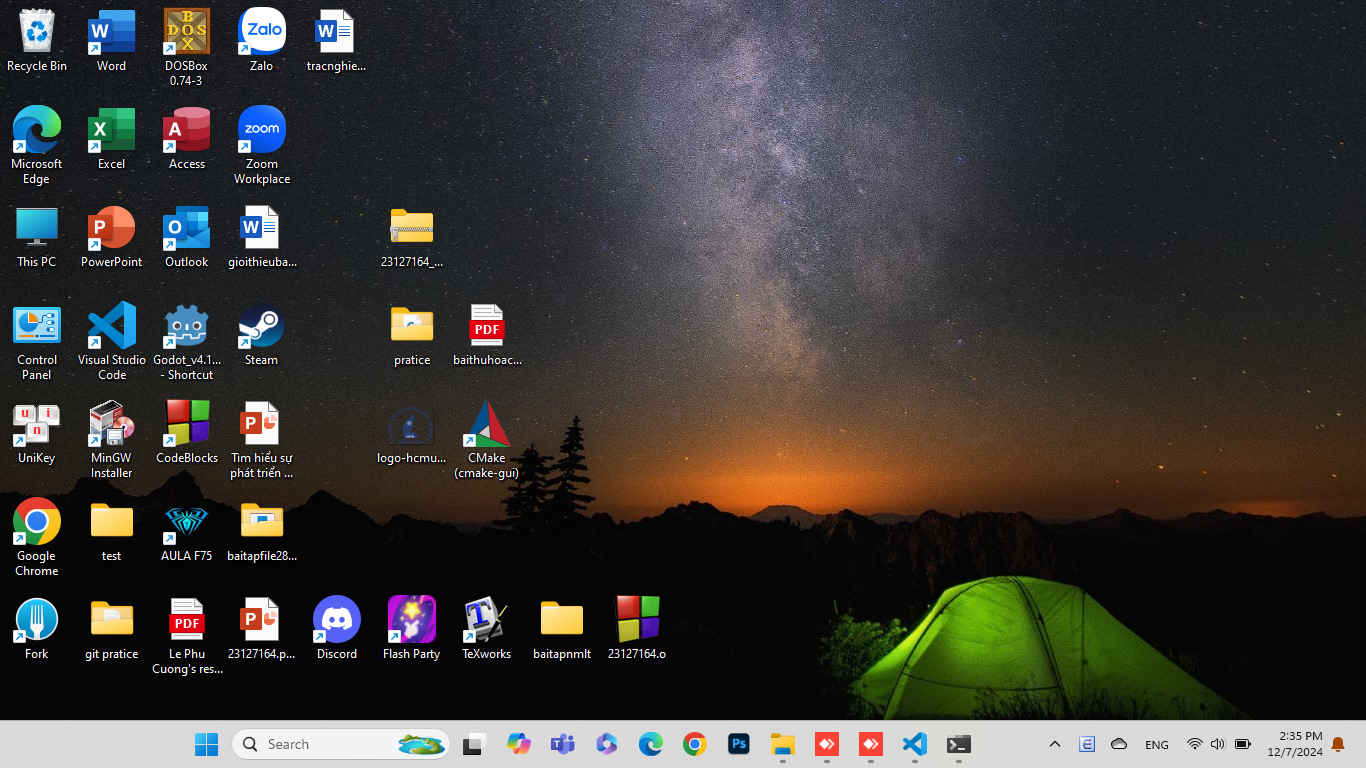 Recycle Bin
Word
DOSBox
0.74-3
Zalo
Zalo
tracnghie...
Microsoft
Edge
Excel
Access
zoom
Zoom
Workplace
This PC
PowerPoint
Outlook
gioithieuba...
23127164_...
Control
Panel
Visual Studio
Code
Godot_v4.1...
- Shortcut
Steam
pratice
PDF
baithuhoac...
u i
n
UniKey
MinGW
Installer
CodeBlocks
Tim hiểu sự
phát triển ...
logo-hcmu...
CMake
(cmake-gui)
Google
Chrome
test
AULA F75
baitapfile28...
Fork
git pratice
PDF
Le Phu
Cuong's res...
23127164.p...
Discord
Flash Party
TeXworks
baitapnmlt
23127164.o
Search
Ps
ENG
2:35 PM
12/7/2024